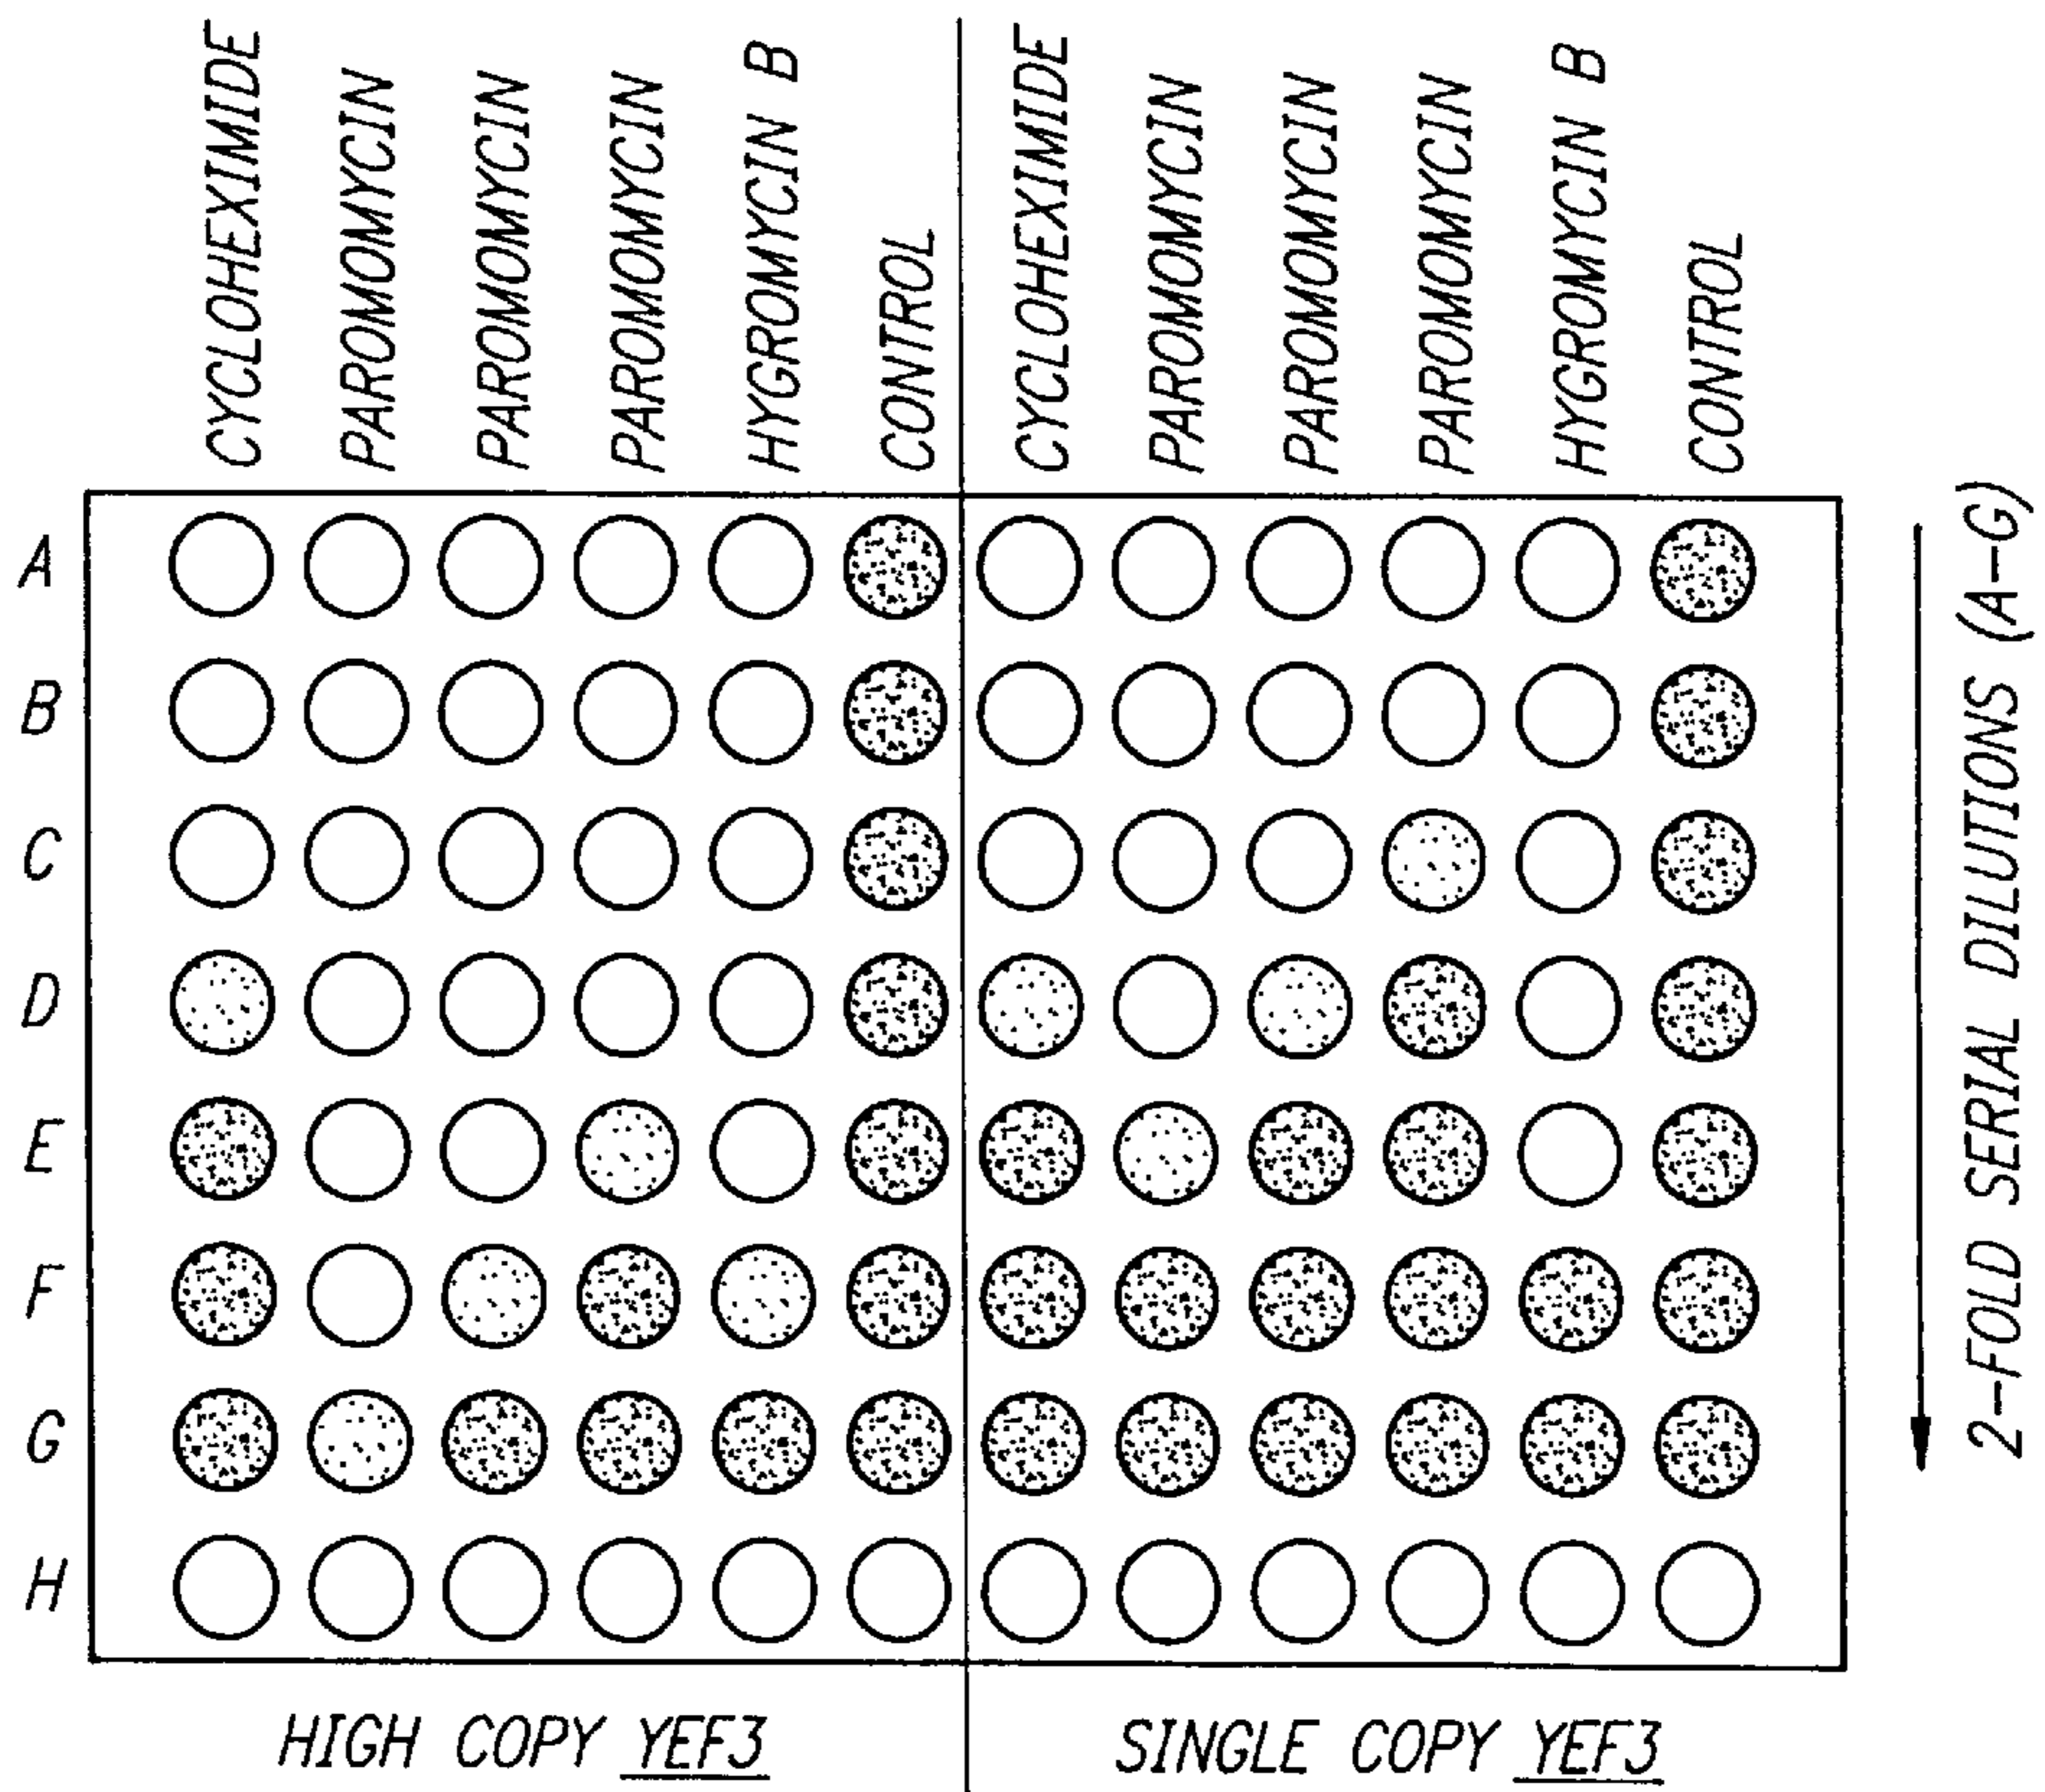 CYCLOHEXIMIDE
PAROMOMYCIN
PAROMOMYCIN
PAROMOMYCIN
HYGROMYCIN B
CONTROL
CYCLOHEXIMIDE
PAROMOMYCIN
PAROMOMYCIN
PAROMOMYCIN
HYGROMYCIN B
CONTROL
A
B
C
D
E
F
G
H
2-FOLD SERIAL DILUTIONS (A-G)
HIGH COPY YEF3
SINGLE COPY YEF3